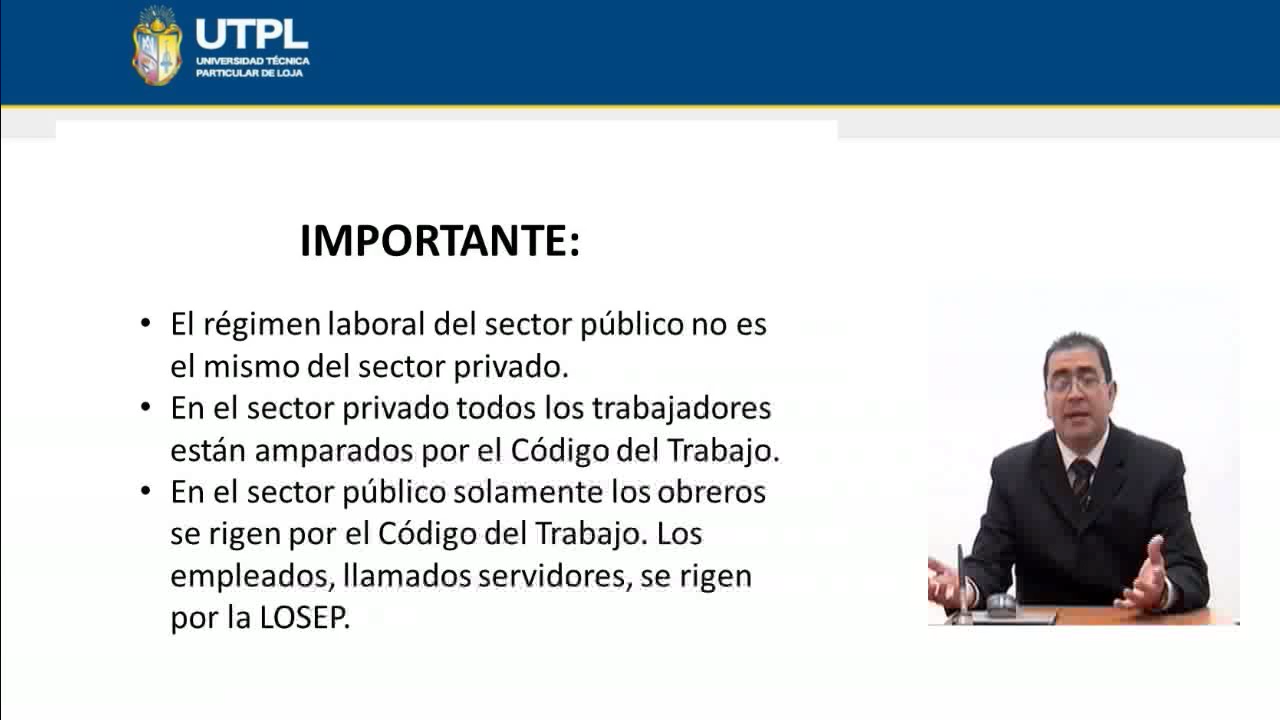 UTPL
UNIVERSIDAD TÉCNICA
PARTICULAR DE LOJA
IMPORTANTE:
• El régimen laboral del sector público no es
el mismo del sector privado.
• En el sector privado todos los trabajadores
están amparados por el Código del Trabajo.
• En el sector público solamente los obreros
se rigen por el Código del Trabajo. Los
empleados, llamados servidores, se rigen
por la LOSEP.